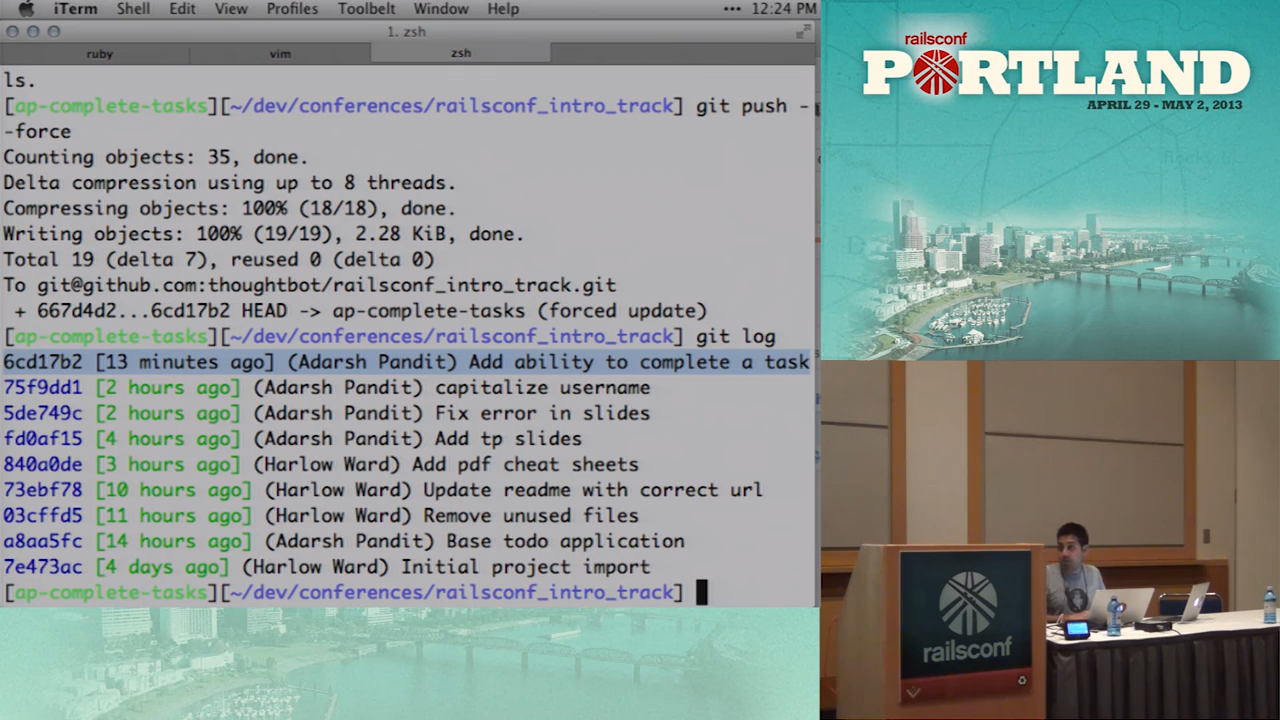 iTerm Shell Edit View Profiles Toolbelt Window Help ••• 12:24 PM
1. zsh
ruby vim zsh
ls.
[ap-complete-tasks][~/dev/conferences/railsconf_intro_track] git push -
-force
Counting objects: 35, done.
Delta compression using up to 8 threads.
Compressing objects: 100% (18/18), done.
Writing objects: 100% (19/19), 2.28 KiB, done.
Total 19 (delta 7), reused 0 (delta 0)
To git@github.com:thoughtbot/railsconf_intro_track.git
+ 667d4d2...6cd17b2 HEAD -> ap-complete-tasks (forced update)
[ap-complete-tasks][~/dev/conferences/railsconf_intro_track] git log
6cd17b2 [13 minutes ago] (Adarsh Pandit) Add ability to complete a task
75f9dd1 [2 hours ago] (Adarsh Pandit) capitalize username
5de749c [2 hours ago] (Adarsh Pandit) Fix error in slides
fd0af15 [4 hours ago] (Adarsh Pandit) Add tp slides
840a0de [3 hours ago] (Harlow Ward) Add pdf cheat sheets
73ebf78 [10 hours ago] (Harlow Ward) Update readme with correct url
03cffd5 [11 hours ago] (Harlow Ward) Remove unused files
a8aa5fc [14 hours ago] (Adarsh Pandit) Base todo application
7e473ac [4 days ago] (Harlow Ward) Initial project import
[ap-complete-tasks][~/dev/conferences/railsconf_intro_track]
railsconf
PORTLAND
APRIL 29 - MAY 2, 2013
railsconf